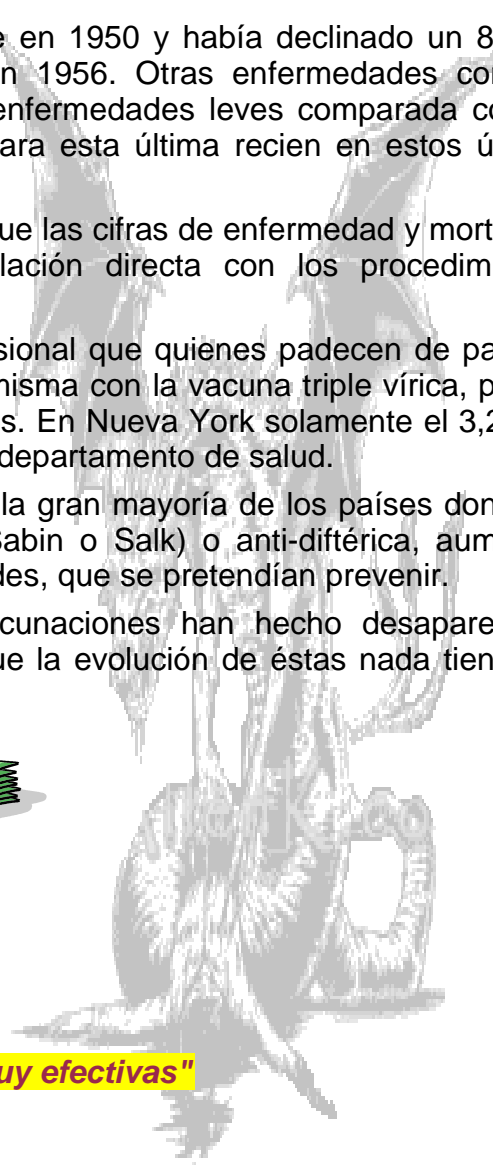 e en 1950 y había declinado un 8
n 1956. Otras enfermedades co
enfermedades leves comparada c
ara esta última recien en estos ú
ue las cifras de enfermedad y mort
lación directa con los procedim
sional que quienes padecen de pa
misma con la vacuna triple vírica, p
s. En Nueva York solamente el 3,2
departamento de salud.
la gran mayoría de los países don
Sabin o Salk) o anti-diftérica, aum
des, que se pretendían prevenir.
cunaciones han hecho desapare
ue la evolución de éstas nada tien
uy efectivas"